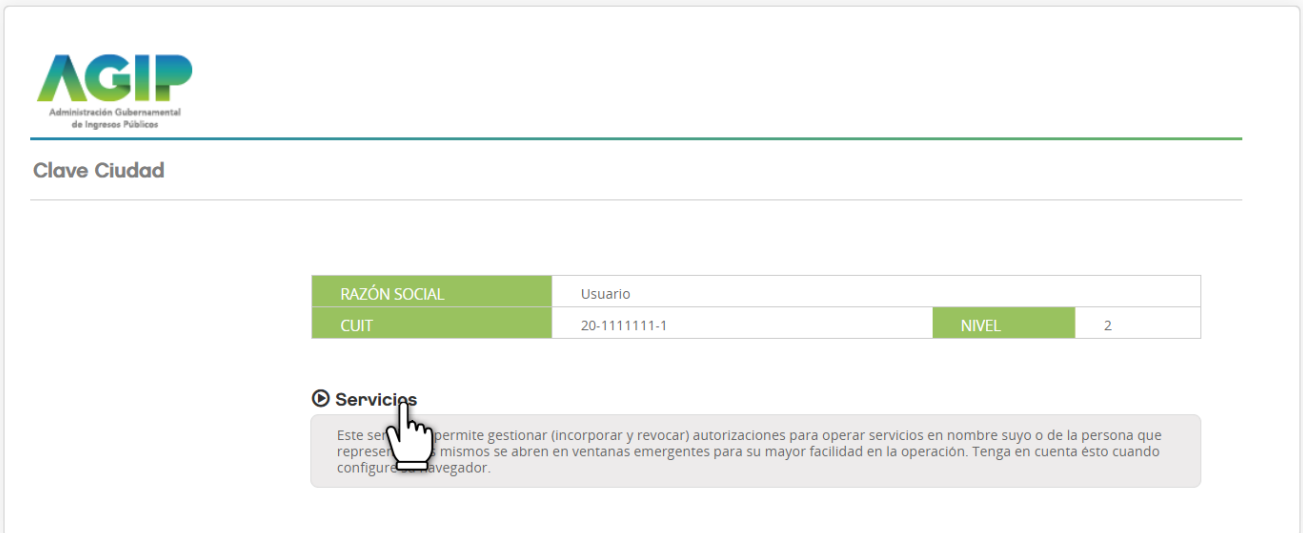 AGIP
Administración Gubernamental
de Ingresos Públicos
Clave Ciudad
RAZÓN SOCIAL Usuario
CUIT 20-1111111-1 NIVEL 2
Servicios
Este permite gestionar (incorporar y revocar) autorizaciones para operar servicios en nombre suyo o de la persona que
mismos se abren en ventanas emergentes para su mayor facilidad en la operación. Tenga en cuenta ésto cuando
configure su navegador.